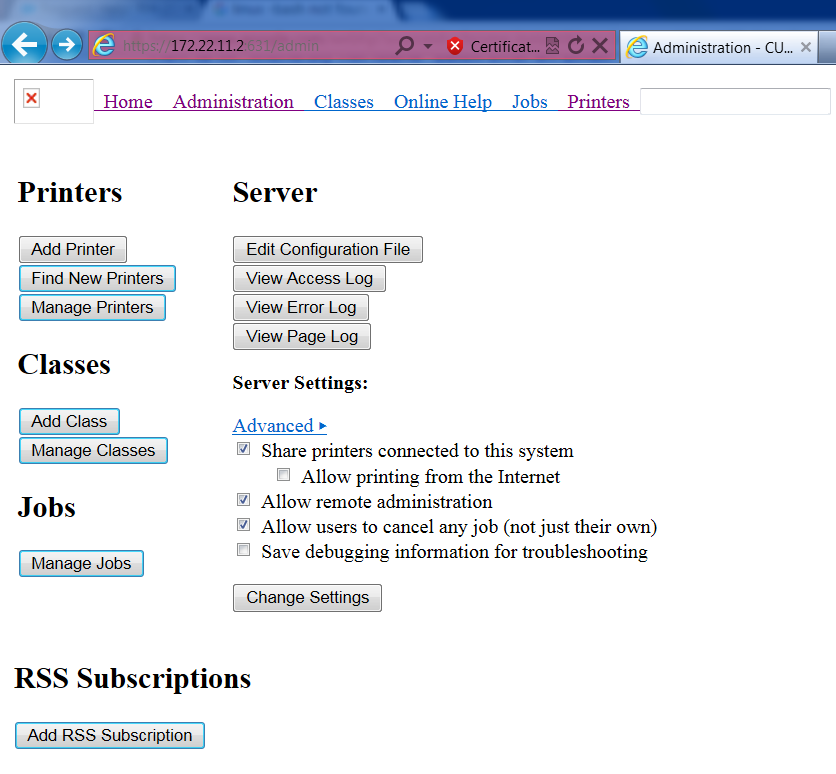 https://172.22.11.2:631/admin
Certificat...
Administration - CU...
Home Administration Classes Online Help Jobs Printers
Printers
Add Printer
Find New Printers
Manage Printers
Classes
Add Class
Manage Classes
Jobs
Manage Jobs
Server
Edit Configuration File
View Access Log
View Error Log
View Page Log
Server Settings:
Advanced ▸
Share printers connected to this system
Allow printing from the Internet
Allow remote administration
Allow users to cancel any job (not just their own)
Save debugging information for troubleshooting
Change Settings
RSS Subscriptions
Add RSS Subscription